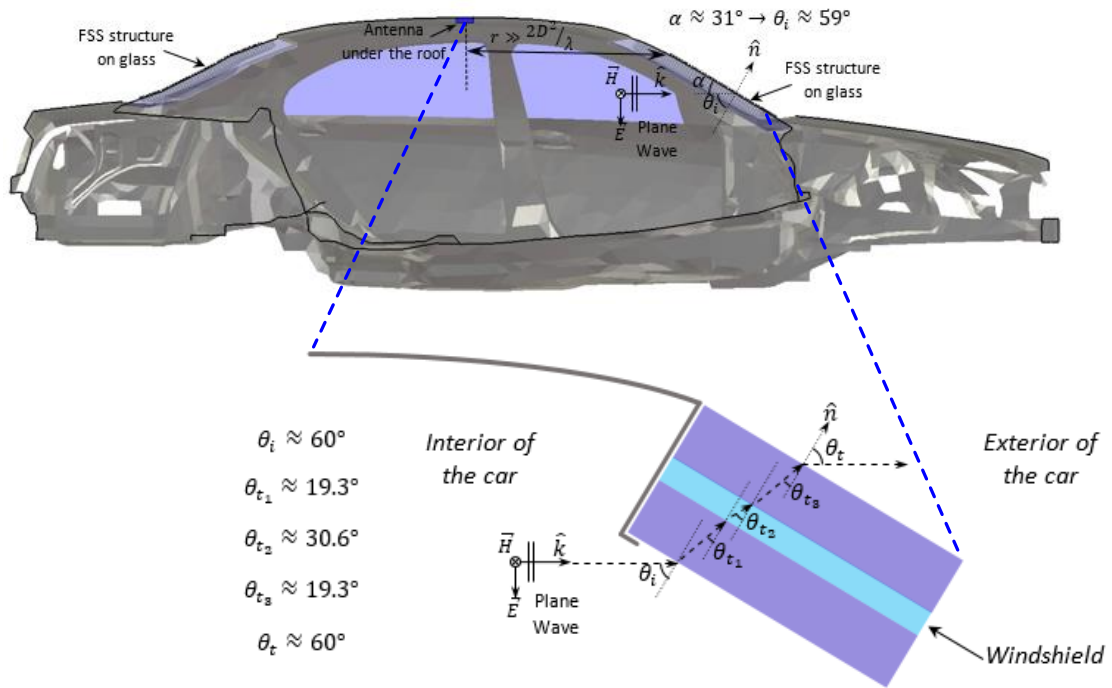 α ≈ 31° → θᵢ ≈ 59°
Antenna
under the roof
r ≫ 2D²/λ
FSS structure
on glass
n̂
FSS structure
on glass
α
θᵢ
H⃗
k̂
E⃗
Plane
Wave
θᵢ ≈ 60°
θₜ₁ ≈ 19.3°
θₜ₂ ≈ 30.6°
θₜ₃ ≈ 19.3°
θₜ ≈ 60°
Interior of
the car
n̂
θₜ
Exterior of
the car
θₜ₃
θₜ₂
θₜ₁
θᵢ
H⃗
k̂
E⃗
Plane
Wave
Windshield